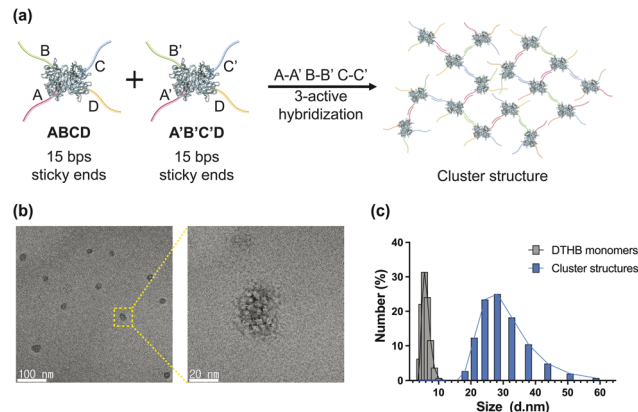 (a)
B
C
A
D
ABCD
15 bps
sticky ends
+
B'
C'
A'
D
A'B'C'D
15 bps
sticky ends
A-A' B-B' C-C'
3-active
hybridization
Cluster structure
(b)
100 nm
20 nm
(c)
DTHB monomers
Cluster structures
Number (%)
40
30
20
10
0
10
20
30
40
50
60
Size (d.nm)